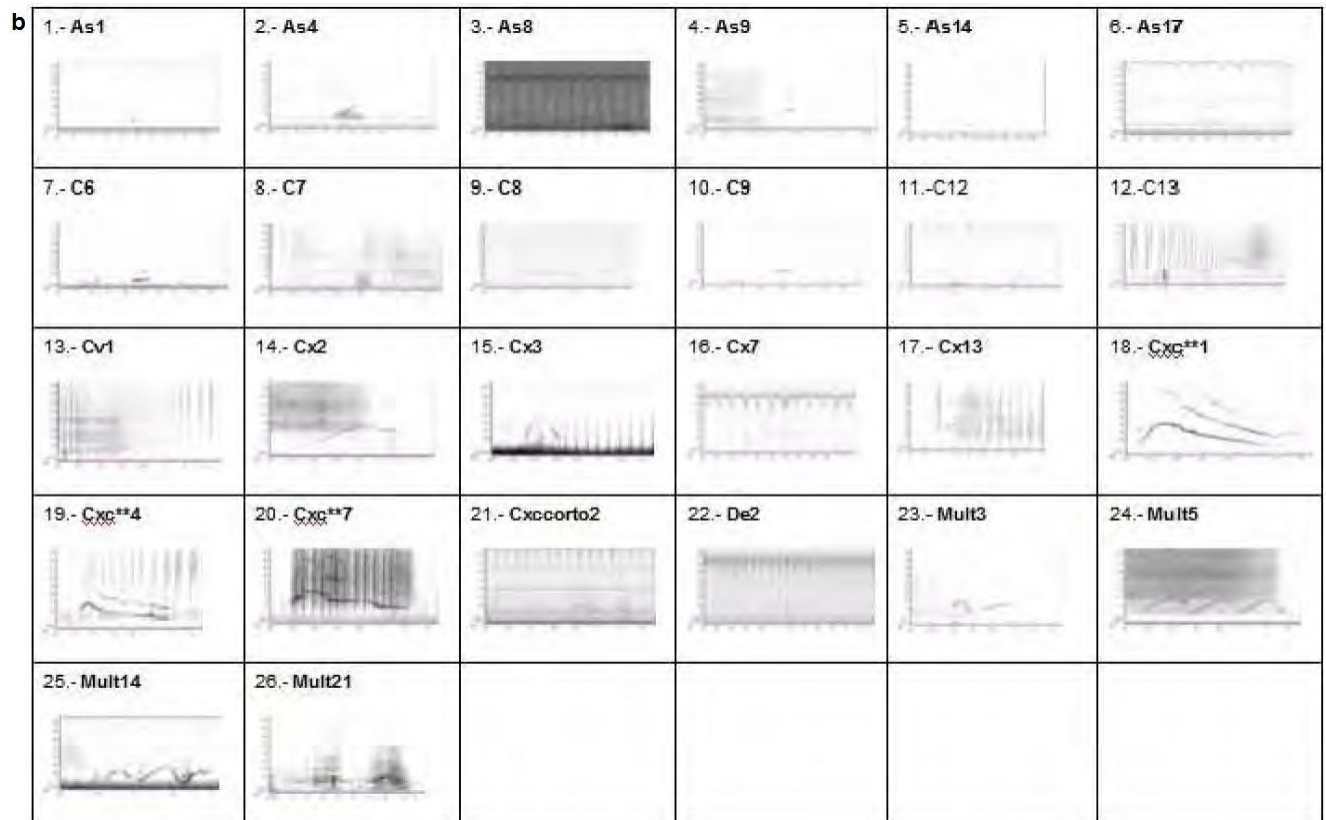 b
1.- As1 2.- As4 3.- As8 4.- As9 5.- As14 6.- As17
7.- C6 8.- C7 9.- C8 10.- C9 11.-C12 12.-C13
13.- Cv1 14.- Cx2 15.- Cx3 16.- Cx7 17.- Cx13 18.- Cxc**1
19.- Cxc**4 20.- Cxc**7 21.- Cxccorto2 22.- De2 23.- Mult3 24.- Mult5
25.- Mult14 26.- Mult21